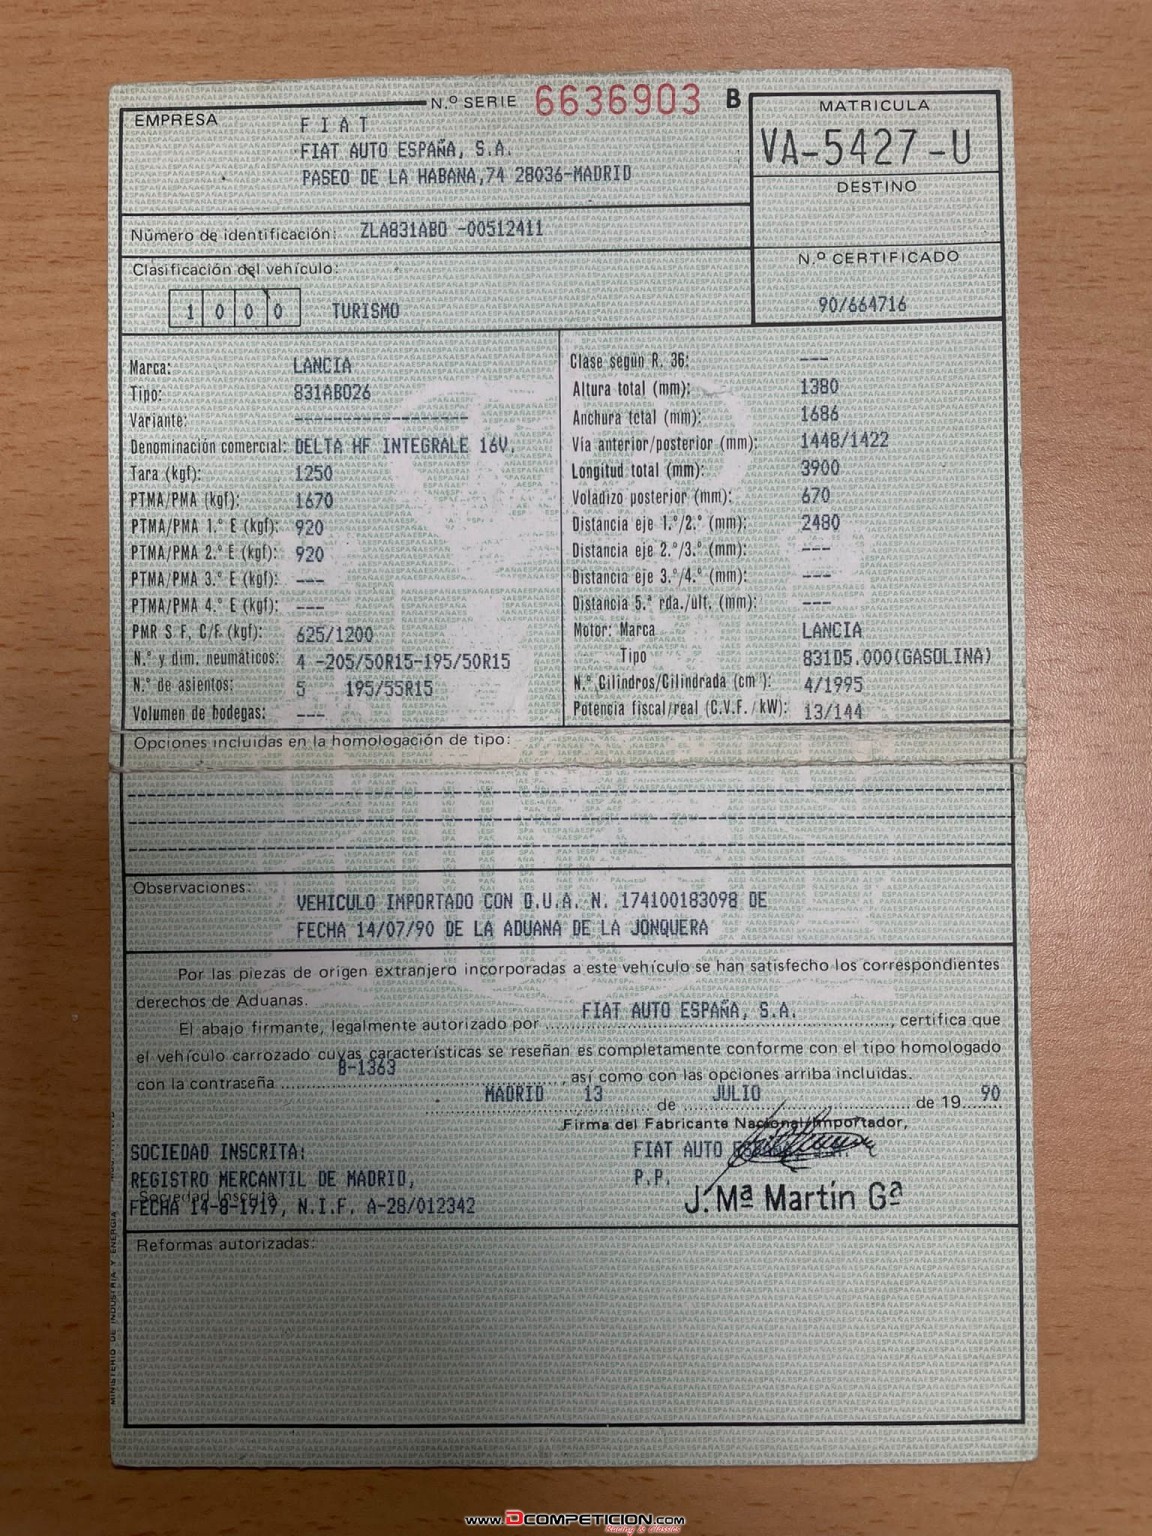 N.º SERIE 6636903 B
EMPRESA
F I A T
FIAT AUTO ESPAÑA, S.A.
PASEO DE LA HABANA,74 28036-MADRID
MATRICULA
VA-5427-U
DESTINO
Número de identificación: ZLA831AB0 -00512411
Clasificación del vehículo:
1 0 0 0 TURISMO
N.º CERTIFICADO
90/664716
Marca: LANCIA
Tipo: 831AB026
Variante: ------------------
Denominación comercial: DELTA HF INTEGRALE 16V.
Tara (kgf): 1250
PTMA/PMA (kgf): 1670
PTMA/PMA 1.º E (kgf): 920
PTMA/PMA 2.º E (kgf): 920
PTMA/PMA 3.º E (kgf): ---
PTMA/PMA 4.º E (kgf): ---
PMR S.F. C/F. (kgf): 625/1200
N.º y dim. neumáticos: 4 -205/50R15-195/50R15
N.º de asientos: 5 195/55R15
Volumen de bodegas: ---
Clase según R. 36: ---
Altura total (mm): 1380
Anchura total (mm): 1686
Via anterior/posterior (mm): 1448/1422
Longitud total (mm): 3900
Voladizo posterior (mm): 670
Distancia eje 1.º/2.º (mm): 2480
Distancia eje 2.º/3.º (mm): ---
Distancia eje 3.º/4.º (mm): ---
Distancia 5.ª rda./ult. (mm): ---
Motor: Marca LANCIA
Tipo 831D5.000(GASOLINA)
N.º Cilindros/Cilindrada (cm³): 4/1995
Potencia fiscal/real (C.V.F./kW): 13/144
Opciones incluidas en la homologación de tipo:
Observaciones:
VEHICULO IMPORTADO CON D.U.A. N. 174100183098 DE
FECHA 14/07/90 DE LA ADUANA DE LA JONQUERA
Por las piezas de origen extranjero incorporadas a este vehículo se han satisfecho los correspondientes
derechos de Aduanas.
El abajo firmante, legalmente autorizado por FIAT AUTO ESPAÑA, S.A., certifica que
el vehículo carrozado cuyas características se reseñan es completamente conforme con el tipo homologado
con la contraseña B-1363, así como con las opciones arriba incluidas.
MADRID 13 de JULIO de 19 90
Firma del Fabricante Nacional/Importador,
SOCIEDAD INSCRITA:
REGISTRO MERCANTIL DE MADRID,
Sociedad Inscrita
FECHA 14-8-1919, N.I.F. A-28/012342
FIAT AUTO
P.P.
J. Mª Martín Gª
Reformas autorizadas:
MINISTERIO DE INDUSTRIA Y ENERGIA
www.DCOMPETICION.com
Racing & Classics